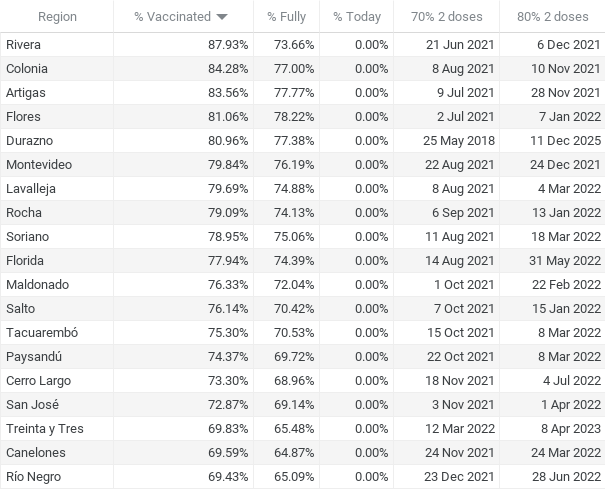 Region % Vaccinated % Fully % Today 70% 2 doses 80% 2 doses
Rivera 87.93% 73.66% 0.00% 21 Jun 2021 6 Dec 2021
Colonia 84.28% 77.00% 0.00% 8 Aug 2021 10 Nov 2021
Artigas 83.56% 77.77% 0.00% 9 Jul 2021 28 Nov 2021
Flores 81.06% 78.22% 0.00% 2 Jul 2021 7 Jan 2022
Durazno 80.96% 77.38% 0.00% 25 May 2018 11 Dec 2025
Montevideo 79.84% 76.19% 0.00% 22 Aug 2021 24 Dec 2021
Lavalleja 79.69% 74.88% 0.00% 8 Aug 2021 4 Mar 2022
Rocha 79.09% 74.13% 0.00% 6 Sep 2021 13 Jan 2022
Soriano 78.95% 75.06% 0.00% 11 Aug 2021 18 Mar 2022
Florida 77.94% 74.39% 0.00% 14 Aug 2021 31 May 2022
Maldonado 76.33% 72.04% 0.00% 1 Oct 2021 22 Feb 2022
Salto 76.14% 70.42% 0.00% 7 Oct 2021 15 Jan 2022
Tacuarembó 75.30% 70.53% 0.00% 15 Oct 2021 8 Mar 2022
Paysandú 74.37% 69.72% 0.00% 22 Oct 2021 8 Mar 2022
Cerro Largo 73.30% 68.96% 0.00% 18 Nov 2021 4 Jul 2022
San José 72.87% 69.14% 0.00% 3 Nov 2021 1 Apr 2022
Treinta y Tres 69.83% 65.48% 0.00% 12 Mar 2022 8 Apr 2023
Canelones 69.59% 64.87% 0.00% 24 Nov 2021 24 Mar 2022
Río Negro 69.43% 65.09% 0.00% 23 Dec 2021 28 Jun 2022